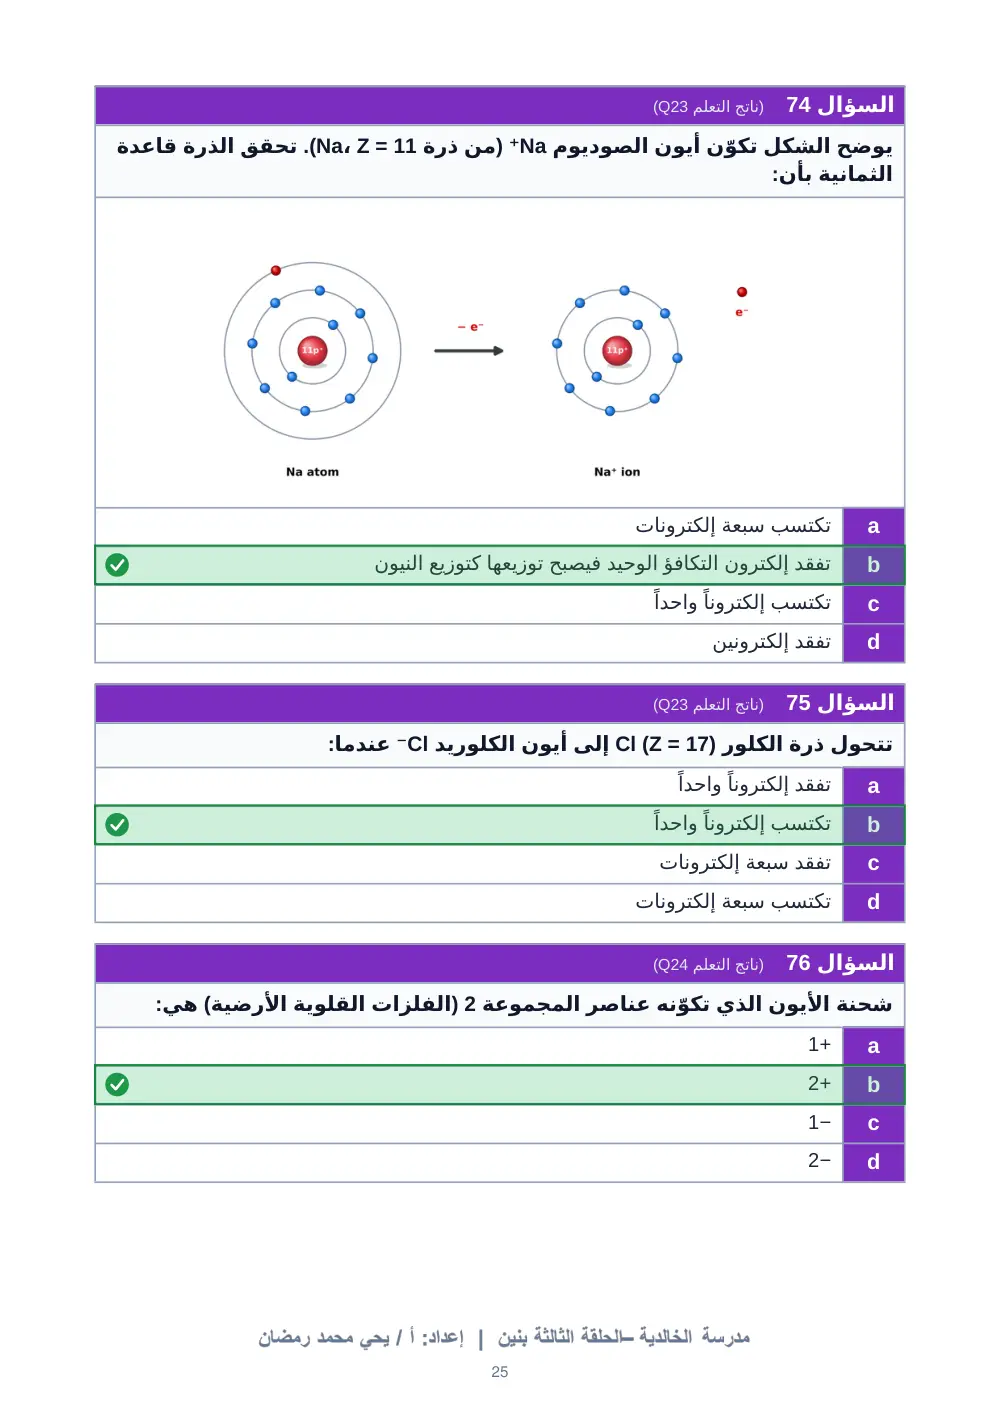 السؤال 74 (ناتج التعلم Q23)
يوضح الشكل تكوّن أيون الصوديوم Na⁺ (من ذرة Na، Z = 11). تحقق الذرة قاعدة
الثمانية بأن:
− e⁻
e⁻
11p⁺
11p⁺
Na atom
Na⁺ ion
a تكتسب سبعة إلكترونات
b تفقد إلكترون التكافؤ الوحيد فيصبح توزيعها كتوزيع النيون
c تكتسب إلكتروناً واحداً
d تفقد إلكترونين
السؤال 75 (ناتج التعلم Q23)
تتحول ذرة الكلور Cl (Z = 17) إلى أيون الكلوريد Cl⁻ عندما:
a تفقد إلكتروناً واحداً
b تكتسب إلكتروناً واحداً
c تفقد سبعة إلكترونات
d تكتسب سبعة إلكترونات
السؤال 76 (ناتج التعلم Q24)
شحنة الأيون الذي تكوّنه عناصر المجموعة 2 (الفلزات القلوية الأرضية) هي:
a 1+
b 2+
c 1−
d 2−
مدرسة الخالدية –الحلقة الثالثة بنين | إعداد: أ / يحي محمد رمضان
25